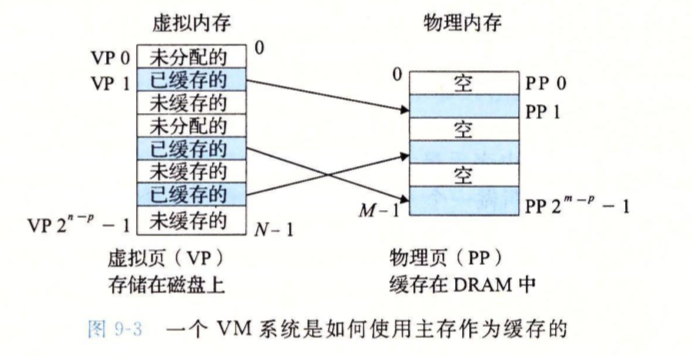 虚拟内存
物理内存
VP 0 未分配的 0
VP 1 已缓存的
未缓存的
未分配的
已缓存的
未缓存的
已缓存的
VP 2ⁿ⁻ᵖ − 1 未缓存的 N−1
0 空 PP 0
PP 1
空
空
M−1 PP 2ᵐ⁻ᵖ − 1
虚拟页（VP）
存储在磁盘上
物理页（PP）
缓存在 DRAM 中
图 9-3 一个 VM 系统是如何使用主存作为缓存的